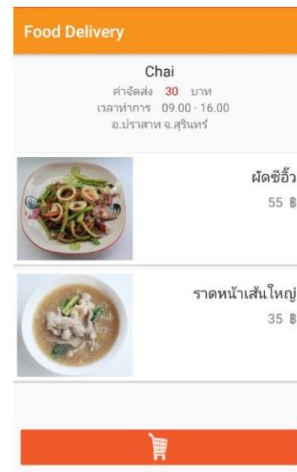 Food Delivery
Chai
ค่าจัดส่ง 30 บาท
เวลาทำการ 09.00 - 16.00
อ.ปราสาท จ.สุรินทร์
ผัดซีอิ๊ว
55 ฿
ราดหน้าเส้นใหญ่
35 ฿